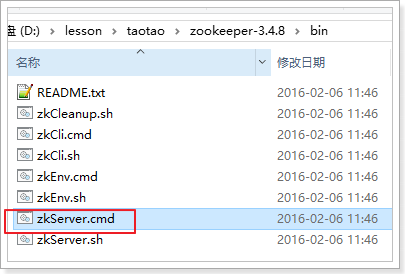 盘 (D:) › lesson › taotao › zookeeper-3.4.8 › bin
名称 修改日期
README.txt 2016-02-06 11:46
zkCleanup.sh 2016-02-06 11:46
zkCli.cmd 2016-02-06 11:46
zkCli.sh 2016-02-06 11:46
zkEnv.cmd 2016-02-06 11:46
zkEnv.sh 2016-02-06 11:46
zkServer.cmd 2016-02-06 11:46
zkServer.sh 2016-02-06 11:46